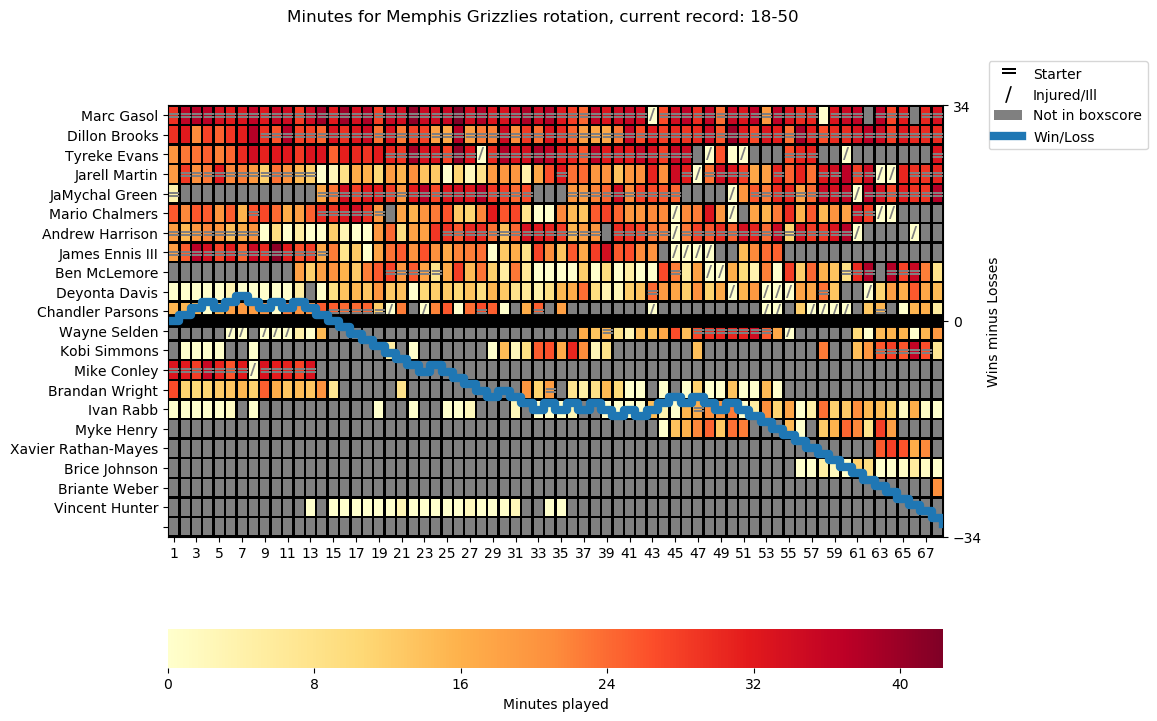 Minutes for Memphis Grizzlies rotation, current record: 18-50
Starter
Injured/Ill
Not in boxscore
Win/Loss
Marc Gasol
Dillon Brooks
Tyreke Evans
Jarell Martin
JaMychal Green
Mario Chalmers
Andrew Harrison
James Ennis III
Ben McLemore
Deyonta Davis
Chandler Parsons
Wayne Selden
Kobi Simmons
Mike Conley
Brandan Wright
Ivan Rabb
Myke Henry
Xavier Rathan-Mayes
Brice Johnson
Briante Weber
Vincent Hunter
34
0
−34
Wins minus Losses
1 3 5 7 9 11 13 15 17 19 21 23 25 27 29 31 33 35 37 39 41 43 45 47 49 51 53 55 57 59 61 63 65 67
0 8 16 24 32 40
Minutes played